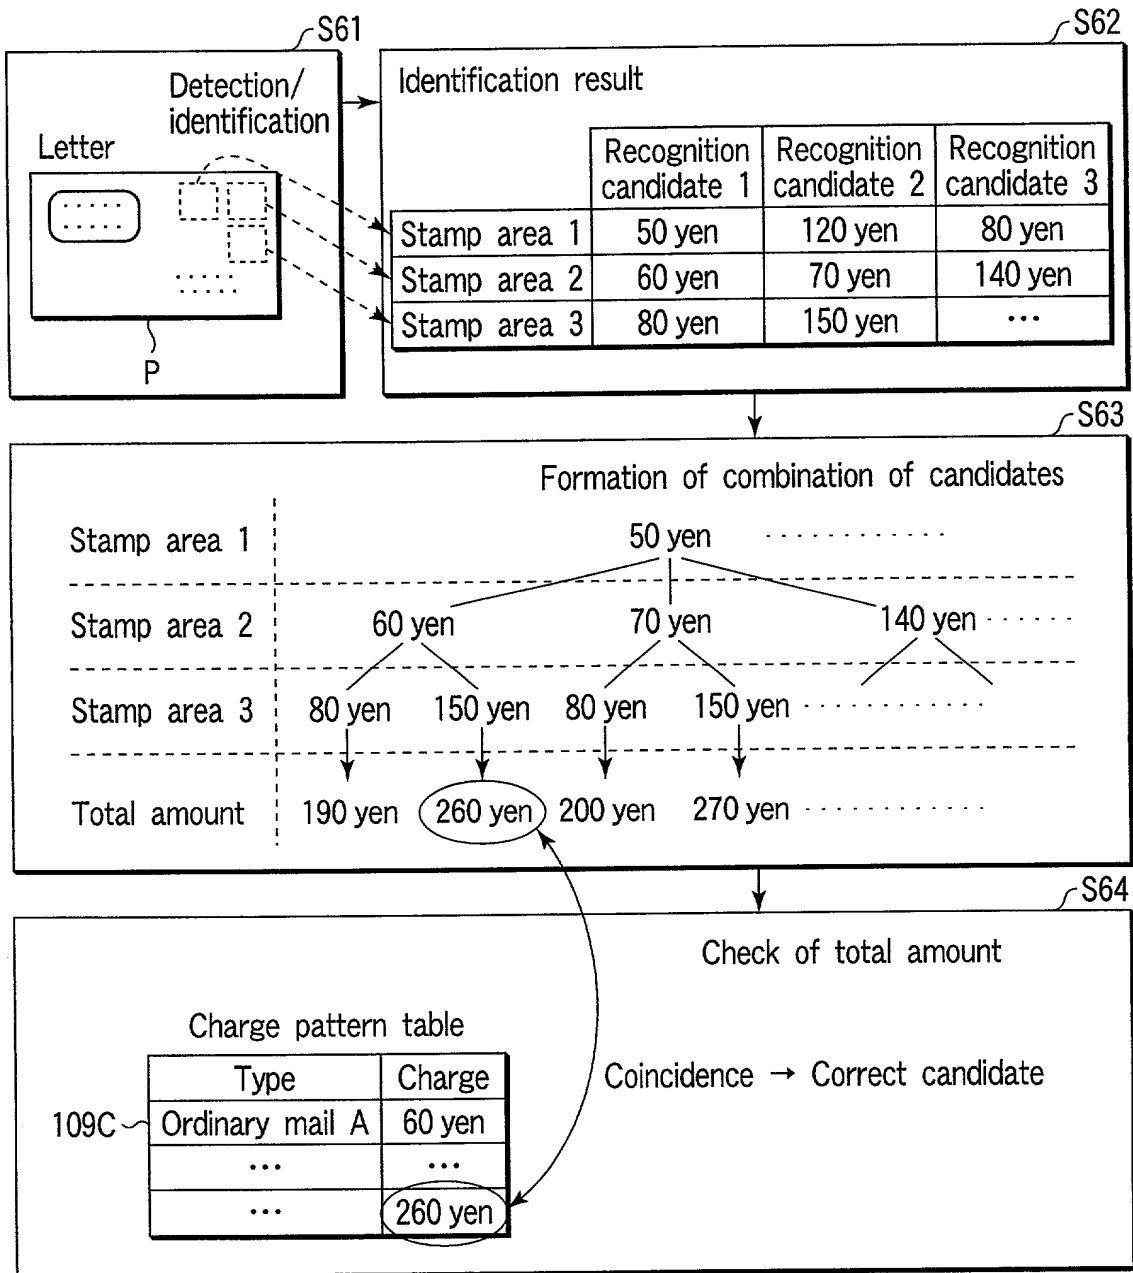 S61
Detection/
identification
Letter
P
S62
Identification result
Recognition candidate 1 Recognition candidate 2 Recognition candidate 3
Stamp area 1 50 yen 120 yen 80 yen
Stamp area 2 60 yen 70 yen 140 yen
Stamp area 3 80 yen 150 yen ...
S63
Formation of combination of candidates
Stamp area 1 50 yen ............
Stamp area 2 60 yen 70 yen 140 yen ......
Stamp area 3 80 yen 150 yen 80 yen 150 yen ............
Total amount 190 yen 260 yen 200 yen 270 yen ............
S64
Check of total amount
Charge pattern table
Type Charge
109C Ordinary mail A 60 yen
... ...
... 260 yen
Coincidence → Correct candidate